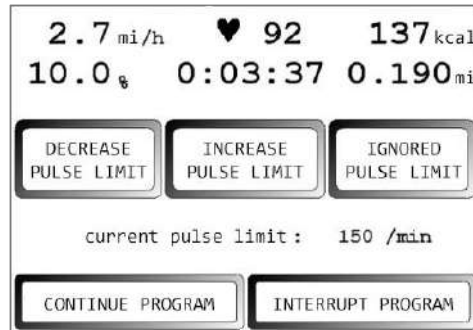 2.7 mi/h ♥ 92 137 kcal
10.0 % 0:03:37 0.190 mi
DECREASE INCREASE IGNORED
PULSE LIMIT PULSE LIMIT PULSE LIMIT
current pulse limit: 150 /min
CONTINUE PROGRAM INTERRUPT PROGRAM